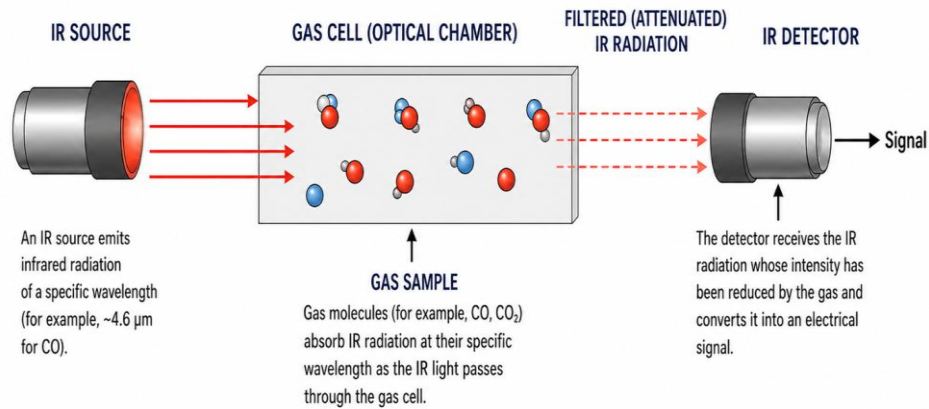 IR SOURCE
GAS CELL (OPTICAL CHAMBER)
FILTERED (ATTENUATED)
IR RADIATION
IR DETECTOR
Signal
An IR source emits
infrared radiation
of a specific wavelength
(for example, ~4.6 μm
for CO).
GAS SAMPLE
Gas molecules (for example, CO, CO₂)
absorb IR radiation at their specific
wavelength as the IR light passes
through the gas cell.
The detector receives the IR
radiation whose intensity has
been reduced by the gas and
converts it into an electrical
signal.